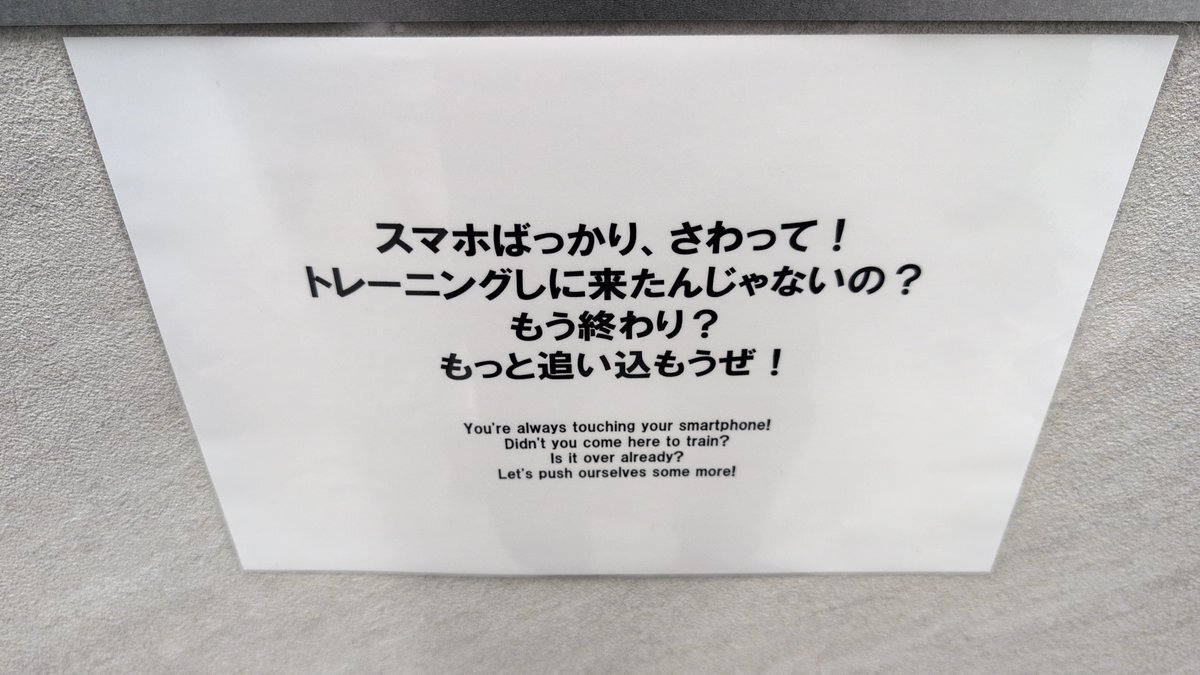 スマホばっかり、さわって！
トレーニングしに来たんじゃないの？
もう終わり？
もっと追い込もうぜ！
You're always touching your smartphone!
Didn't you come here to train?
Is it over already?
Let's push ourselves some more!